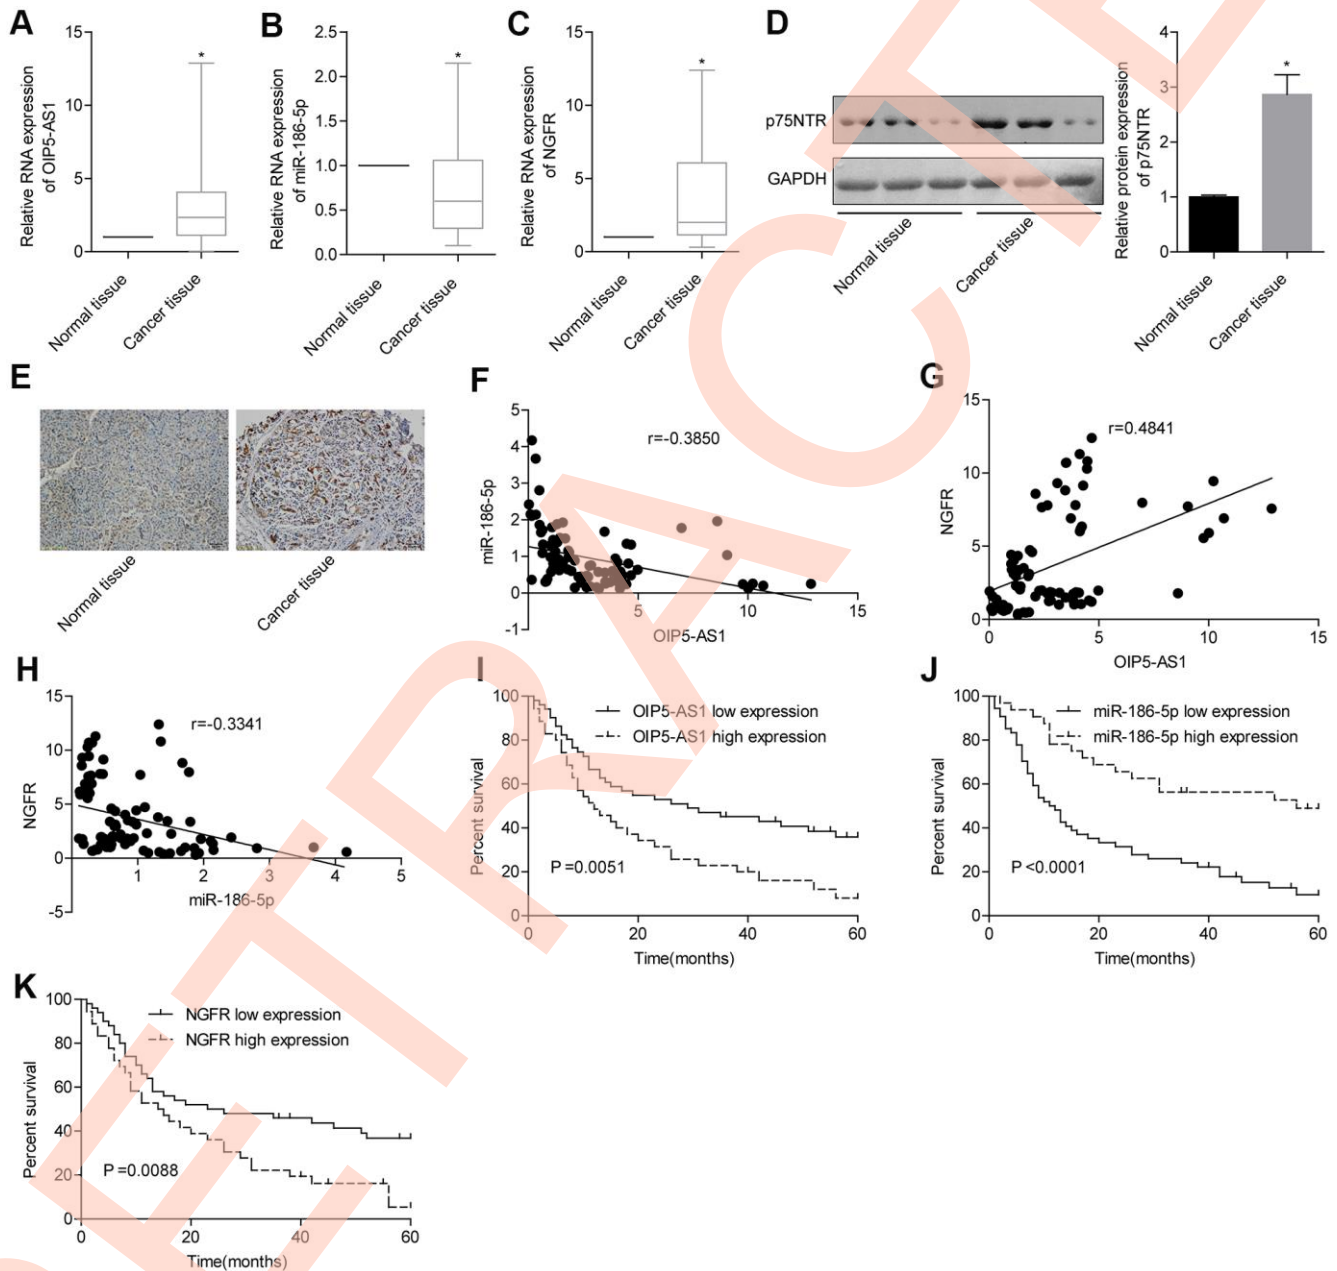 A
Relative RNA expression
of OIP5-AS1
15
10
5
0
*
Normal tissue
Cancer tissue
B
Relative RNA expression
of miR-186-5p
2.5
2.0
1.5
1.0
0.5
0.0
*
Normal tissue
Cancer tissue
C
Relative RNA expression
of NGFR
15
10
5
0
*
Normal tissue
Cancer tissue
D
p75NTR
GAPDH
Normal tissue
Cancer tissue
Relative protein expression
of p75NTR
4
3
2
1
0
*
Normal tissue
Cancer tissue
E
Normal tissue
Cancer tissue
F
miR-186-5p
5
4
3
2
1
0
-1
r=-0.3850
5
10
15
OIP5-AS1
G
NGFR
15
10
5
0
r=0.4841
0
5
10
15
OIP5-AS1
H
NGFR
15
10
5
0
-5
r=-0.3341
1
2
3
4
5
miR-186-5p
I
Percent survival
100
80
60
40
20
0
OIP5-AS1 low expression
OIP5-AS1 high expression
P=0.0051
0
20
40
60
Time(months)
J
Percent survival
100
80
60
40
20
0
miR-186-5p low expression
miR-186-5p high expression
P<0.0001
0
20
40
60
Time(months)
K
Percent survival
100
80
60
40
20
0
NGFR low expression
NGFR high expression
P=0.0088
0
20
40
60
Time(months)